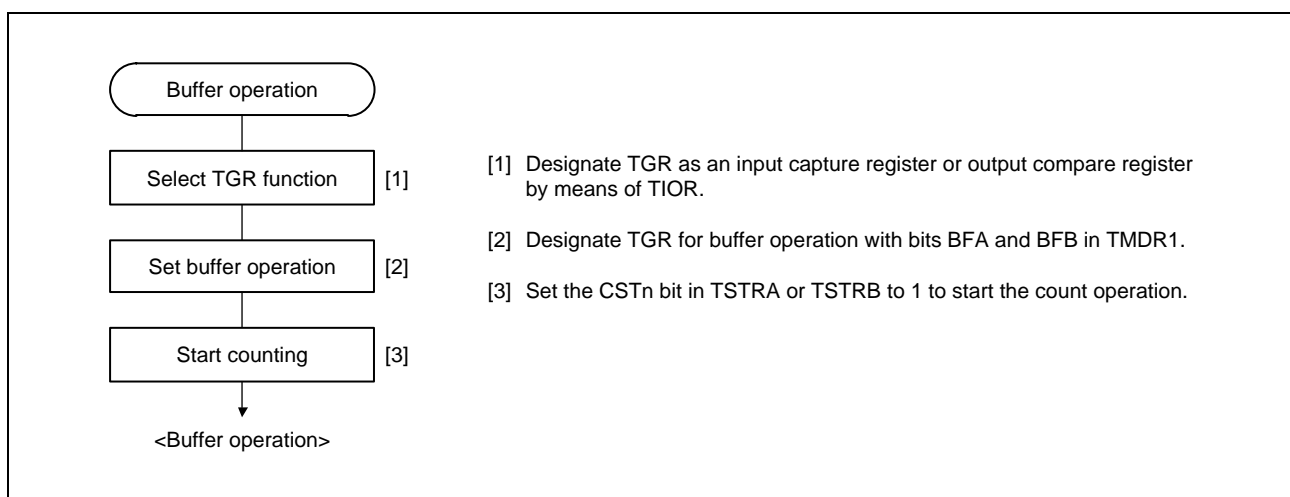 Buffer operation
Select TGR function [1]
Set buffer operation [2]
Start counting [3]
<Buffer operation>
[1] Designate TGR as an input capture register or output compare register
by means of TIOR.
[2] Designate TGR for buffer operation with bits BFA and BFB in TMDR1.
[3] Set the CSTn bit in TSTRA or TSTRB to 1 to start the count operation.